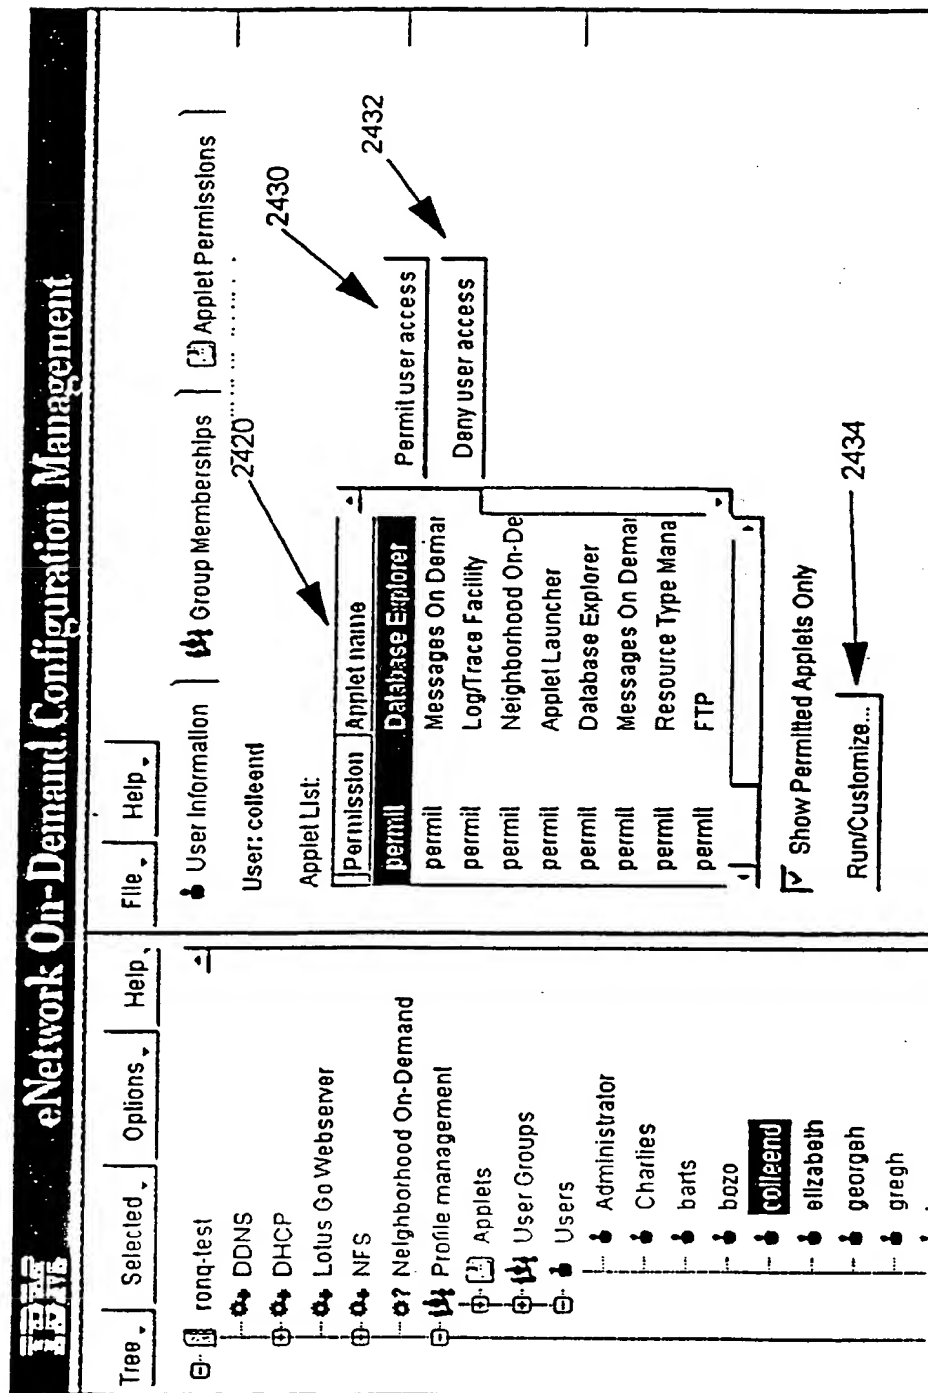 IBM eNetwork On-Demand Configuration Management
Tree Selected Options Help
ronq-test
DDNS
DHCP
Lotus Go Webserver
NFS
Neighborhood On-Demand
Profile management
Applets
User Groups
Users
Administrator
Charlies
barts
bozo
colleend
elizabeth
georgeh
gregh
File Help
User Information Group Memberships Applet Permissions
User: colleend
2420
2430
2432
Applet List:
Permission Applet name
permit Database Explorer
permit Messages On Demar
permit Log/Trace Facility
permit Neighborhood On-De
permit Applet Launcher
permit Database Explorer
permit Messages On Demar
permit Resource Type Mana
permit FTP
Permit user access
Deny user access
Show Permitted Applets Only
Run/Customize...
2434